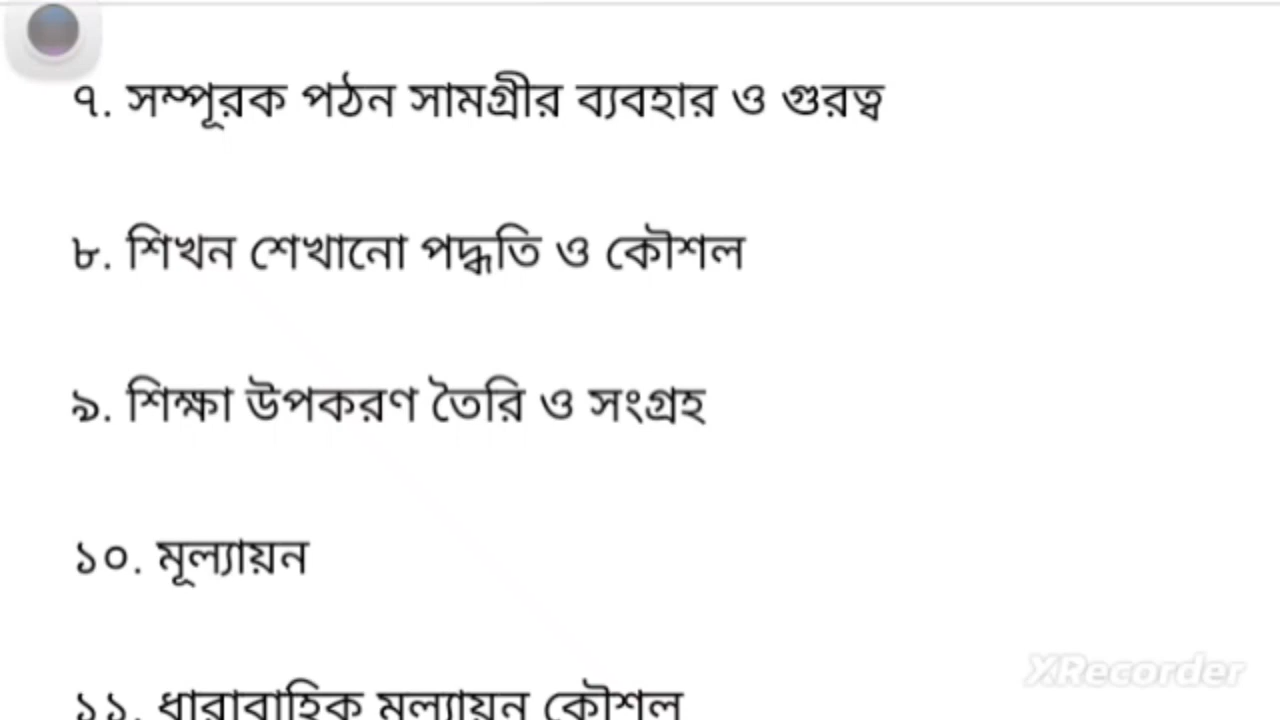 ৭. সম্পূরক পঠন সামগ্রীর ব্যবহার ও গুরত্ব
৮. শিখন শেখানো পদ্ধতি ও কৌশল
৯. শিক্ষা উপকরণ তৈরি ও সংগ্রহ
১০. মূল্যায়ন
১১. ধারাবাহিক মূল্যায়ন কৌশল
XRecorder